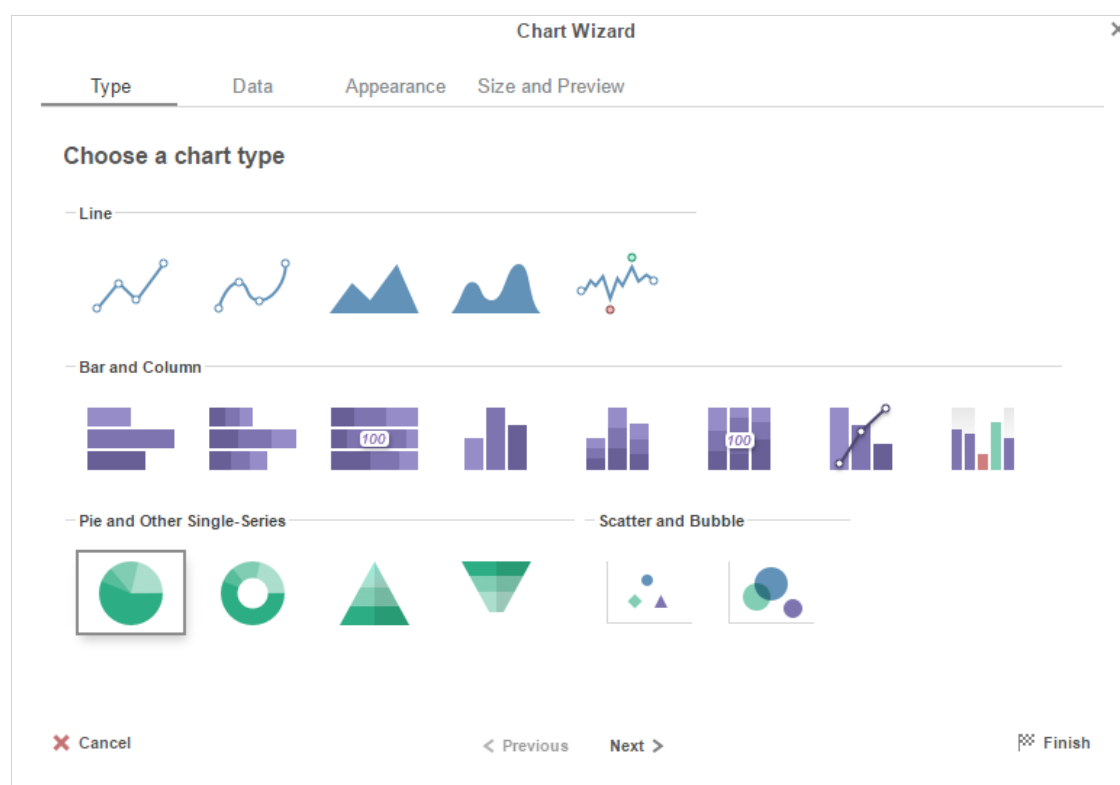 Chart Wizard
Type Data Appearance Size and Preview
Choose a chart type
Line
Bar and Column
100
100
Pie and Other Single-Series
Scatter and Bubble
Cancel
< Previous
Next >
Finish